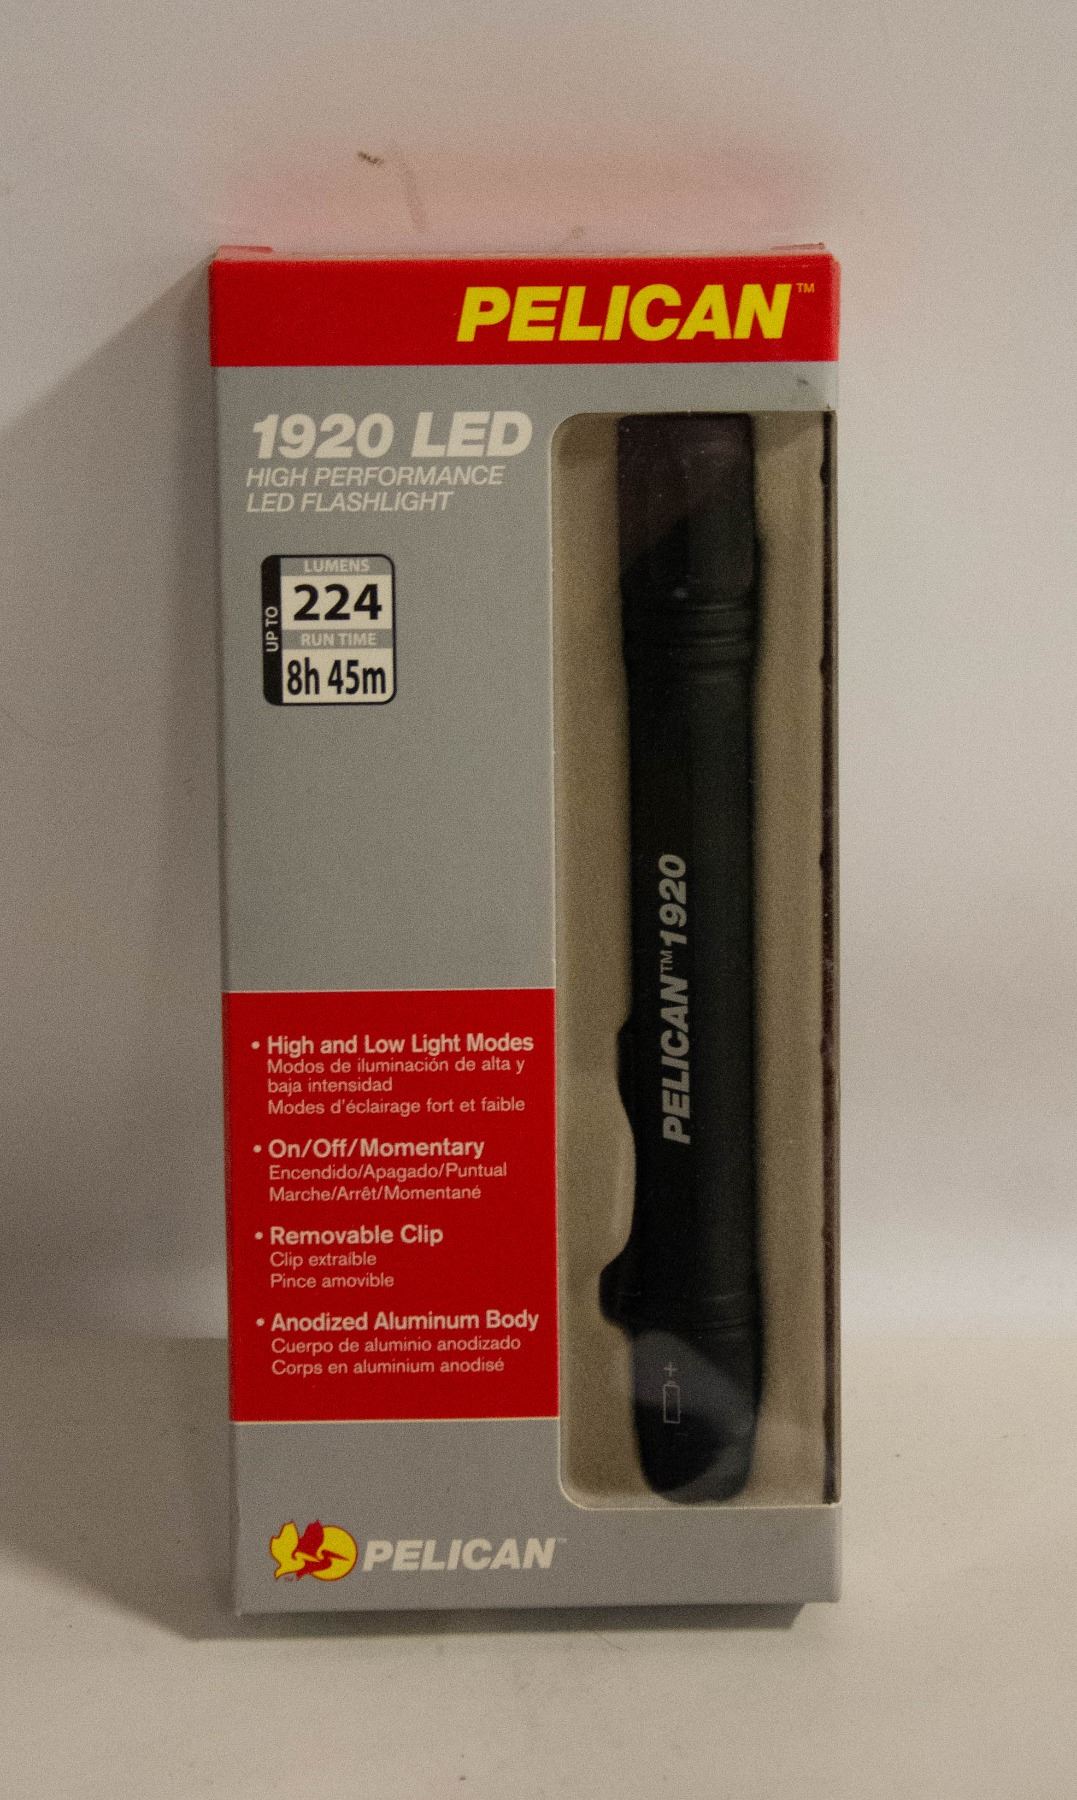 PELICAN™
1920 LED
HIGH PERFORMANCE
LED FLASHLIGHT
UP TO
LUMENS
224
RUN TIME
8h 45m
PELICAN™ 1920
• High and Low Light Modes
Modos de iluminación de alta y
baja intensidad
Modes d'éclairage fort et faible
• On/Off/Momentary
Encendido/Apagado/Puntual
Marche/Arrêt/Momentané
• Removable Clip
Clip extraíble
Pince amovible
• Anodized Aluminum Body
Cuerpo de aluminio anodizado
Corps en aluminium anodisé
+
PELICAN™